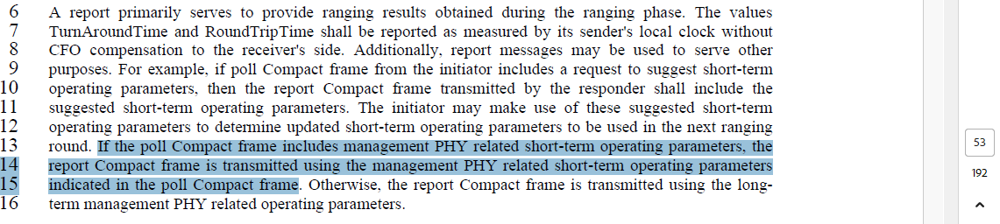 6 A report primarily serves to provide ranging results obtained during the ranging phase. The values
7 TurnAroundTime and RoundTripTime shall be reported as measured by its sender's local clock without
8 CFO compensation to the receiver's side. Additionally, report messages may be used to serve other
9 purposes. For example, if poll Compact frame from the initiator includes a request to suggest short-term
10 operating parameters, then the report Compact frame transmitted by the responder shall include the
11 suggested short-term operating parameters. The initiator may make use of these suggested short-term
12 operating parameters to determine updated short-term operating parameters to be used in the next ranging
13 round. If the poll Compact frame includes management PHY related short-term operating parameters, the
14 report Compact frame is transmitted using the management PHY related short-term operating parameters
15 indicated in the poll Compact frame. Otherwise, the report Compact frame is transmitted using the long-
16 term management PHY related operating parameters.
53
192